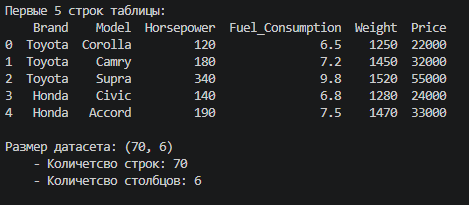 Первые 5 строк таблицы:
Brand Model Horsepower Fuel_Consumption Weight Price
0 Toyota Corolla 120 6.5 1250 22000
1 Toyota Camry 180 7.2 1450 32000
2 Toyota Supra 340 9.8 1520 55000
3 Honda Civic 140 6.8 1280 24000
4 Honda Accord 190 7.5 1470 33000
Размер датасета: (70, 6)
- Количетсво строк: 70
- Количетсво столбцов: 6